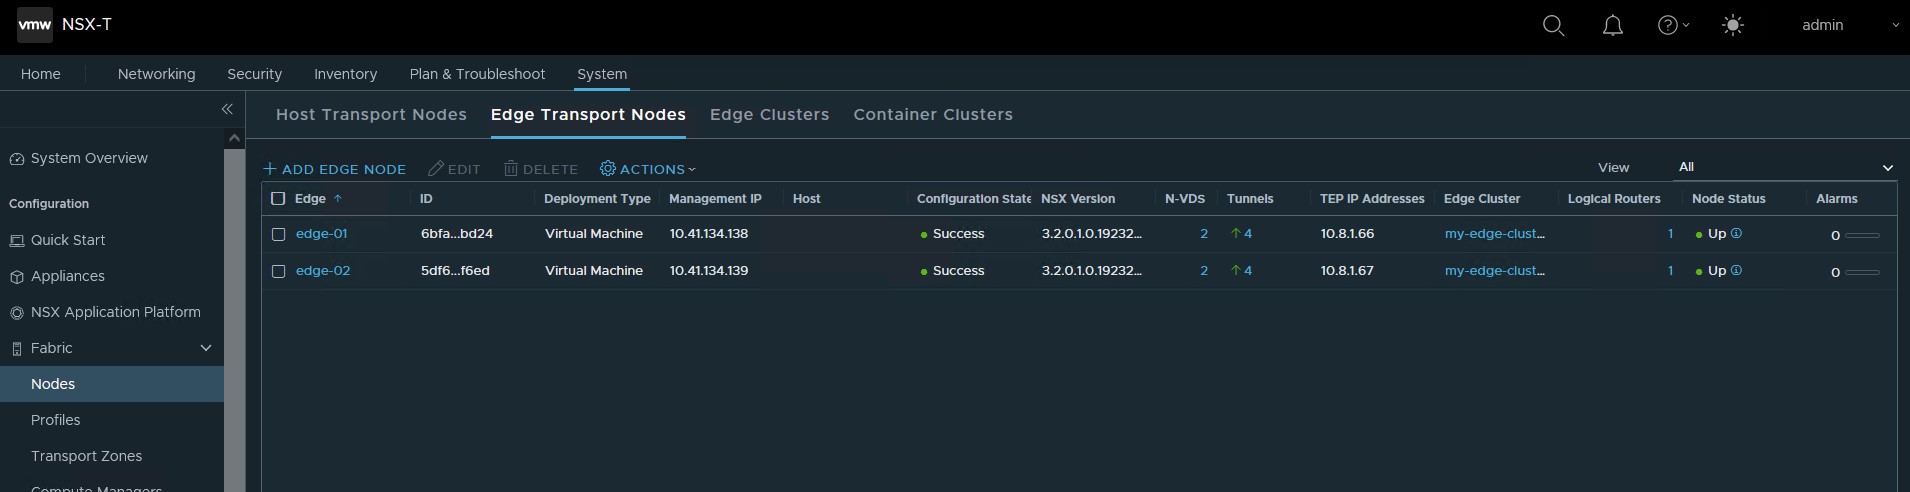 vmw NSX-T admin
Home Networking Security Inventory Plan & Troubleshoot System
Host Transport Nodes Edge Transport Nodes Edge Clusters Container Clusters
ADD EDGE NODE EDIT DELETE ACTIONS View All
Edge ID Deployment Type Management IP Host Configuration State NSX Version N-VDS Tunnels TEP IP Addresses Edge Cluster Logical Routers Node Status Alarms
edge-01 6bfa...bd24 Virtual Machine 10.41.134.138 Success 3.2.0.1.0.19232... 2 4 10.8.1.66 my-edge-clust... 1 Up 0
edge-02 5df6...f6ed Virtual Machine 10.41.134.139 Success 3.2.0.1.0.19232... 2 4 10.8.1.67 my-edge-clust... 1 Up 0
System Overview
Configuration
Quick Start
Appliances
NSX Application Platform
Fabric
Nodes
Profiles
Transport Zones
Compute Managers